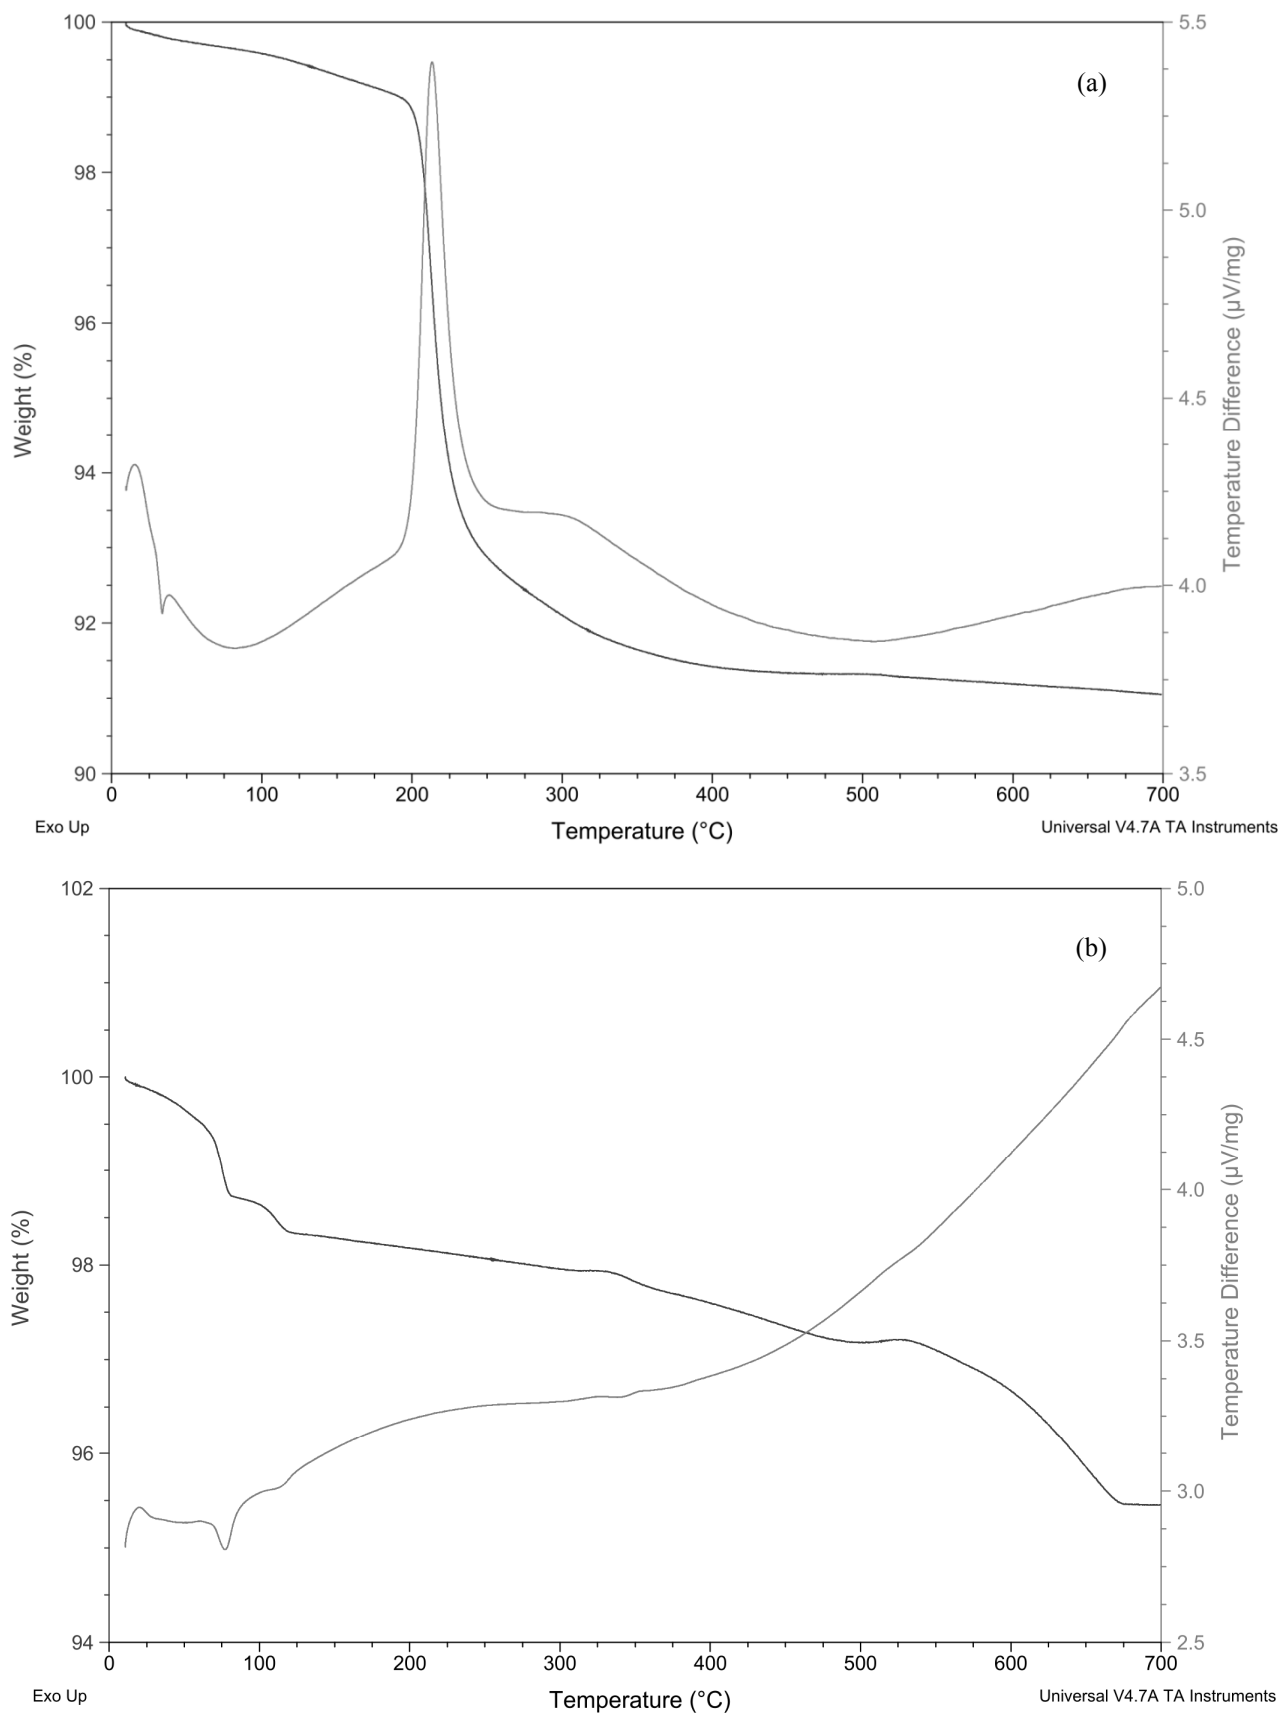 (a)
100
98
96
94
92
90
Weight (%)
5.5
5.0
4.5
4.0
3.5
Temperature Difference (µV/mg)
0 100 200 300 400 500 600 700
Exo Up Temperature (°C) Universal V4.7A TA Instruments
(b)
102
100
98
96
94
Weight (%)
5.0
4.5
4.0
3.5
3.0
2.5
Temperature Difference (µV/mg)
0 100 200 300 400 500 600 700
Exo Up Temperature (°C) Universal V4.7A TA Instruments